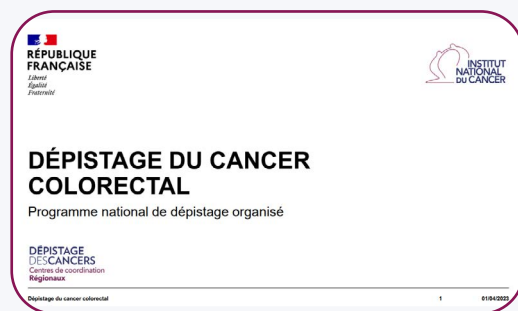 RÉPUBLIQUE
FRANÇAISE
Liberté
Égalité
Fraternité
INSTITUT
NATIONAL
DU CANCER
DÉPISTAGE DU CANCER
COLORECTAL
Programme national de dépistage organisé
DÉPISTAGE
DESCANCERS
Centres de coordination
Régionaux
Dépistage du cancer colorectal 1 01/04/2023